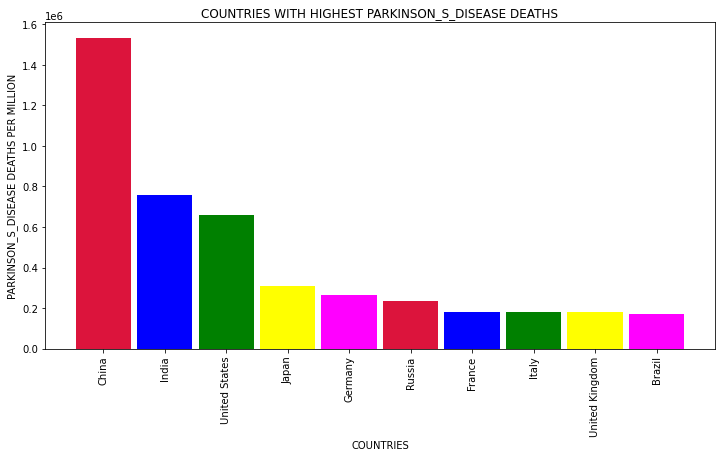 COUNTRIES WITH HIGHEST PARKINSON_S_DISEASE DEATHS
1e6
1.6
1.4
1.2
1.0
0.8
0.6
0.4
0.2
0.0
PARKINSON_S_DISEASE DEATHS PER MILLION
China
India
United States
Japan
Germany
Russia
France
Italy
United Kingdom
Brazil
COUNTRIES